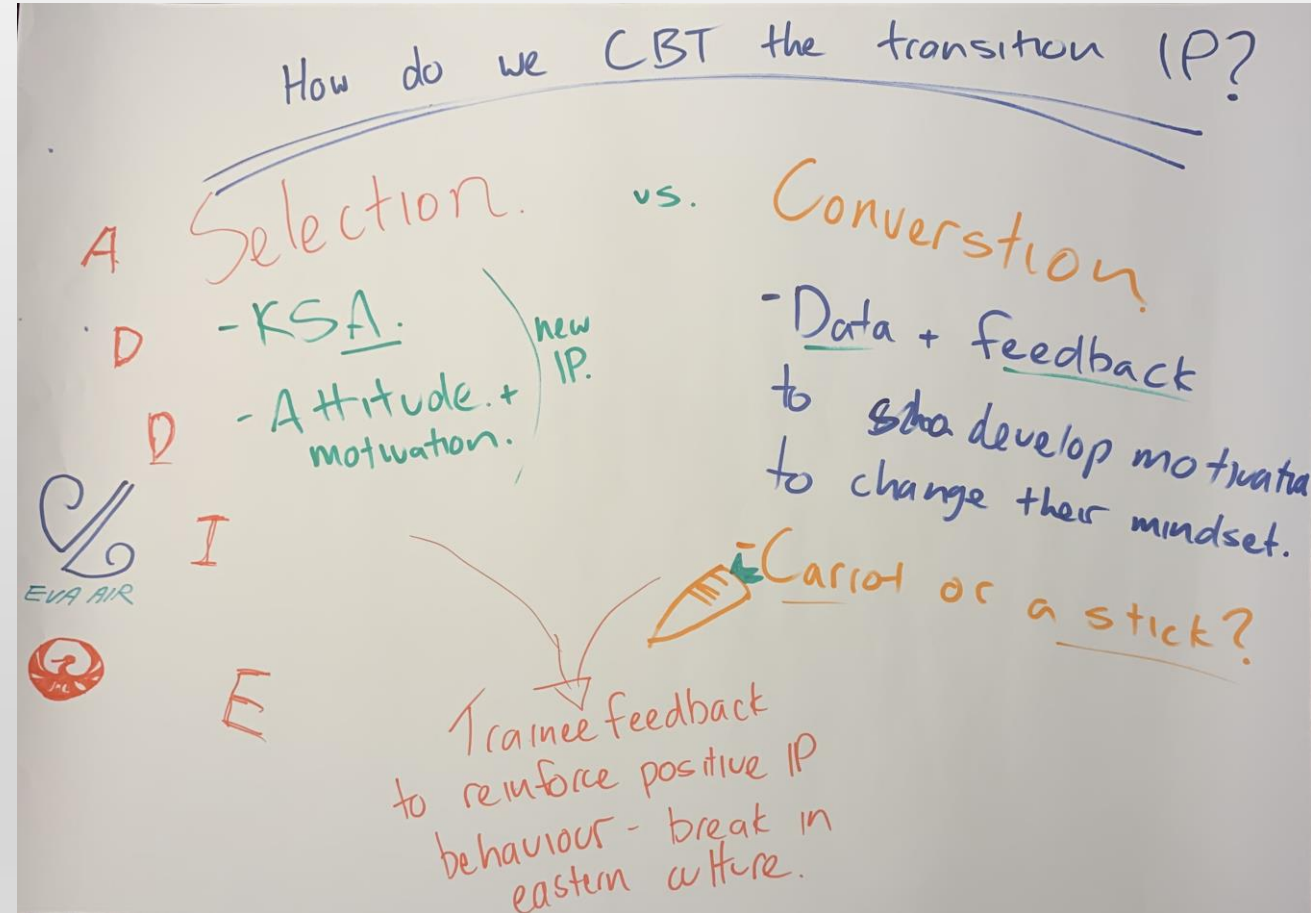 How do we CBT the transition IP?
Selection. vs. Converstion.
A
D
D
I
E
- KSA.
- Attitude. +
motivation.
new
IP.
- Data + feedback
to develop motivatio
to change their mindset.
- Carrot or a stick?
EVA AIR
JAL
Trainee feedback
to reinforce positive IP
behaviour - break in
eastern culture.